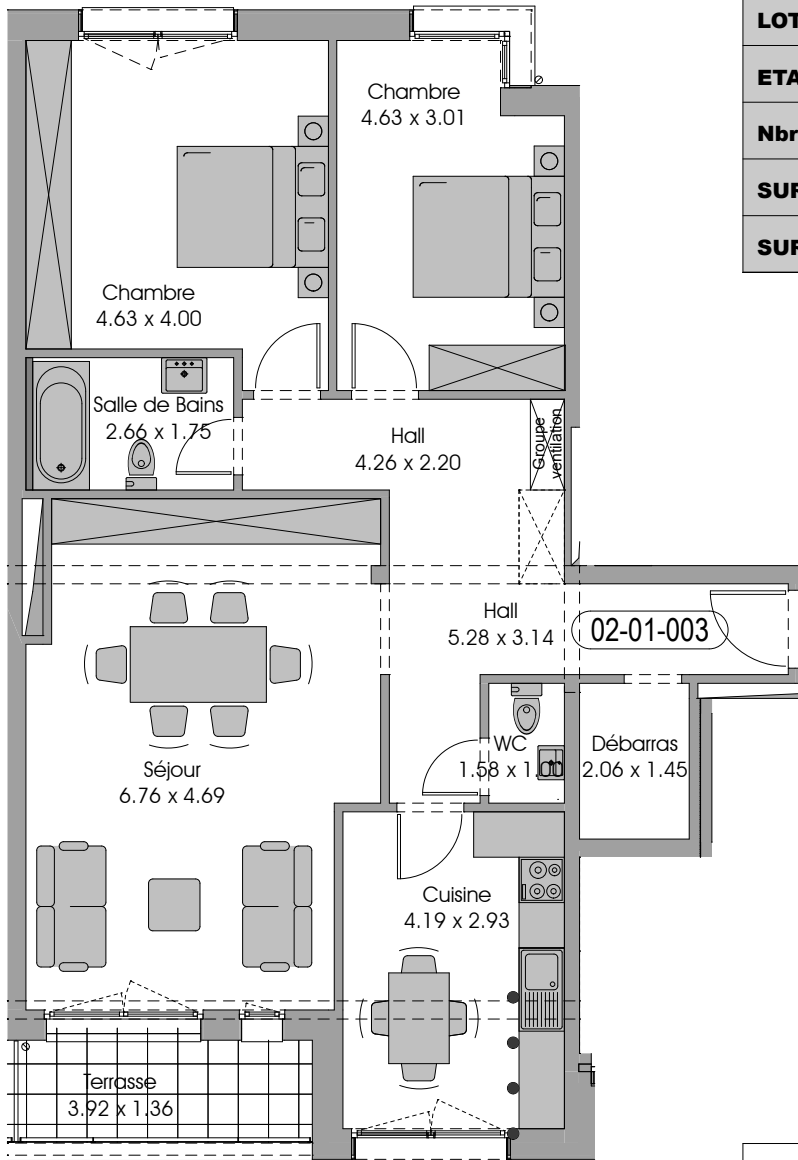 LOT
ETA
Nbr
SUR
SUR
Chambre
4.63 x 3.01
Chambre
4.63 x 4.00
Salle de Bains
2.66 x 1.75
Hall
4.26 x 2.20
Groupe
ventilation
Hall
5.28 x 3.14
02-01-003
WC
1.58 x 1.00
Débarras
2.06 x 1.45
Séjour
6.76 x 4.69
Cuisine
4.19 x 2.93
Terrasse
3.92 x 1.36